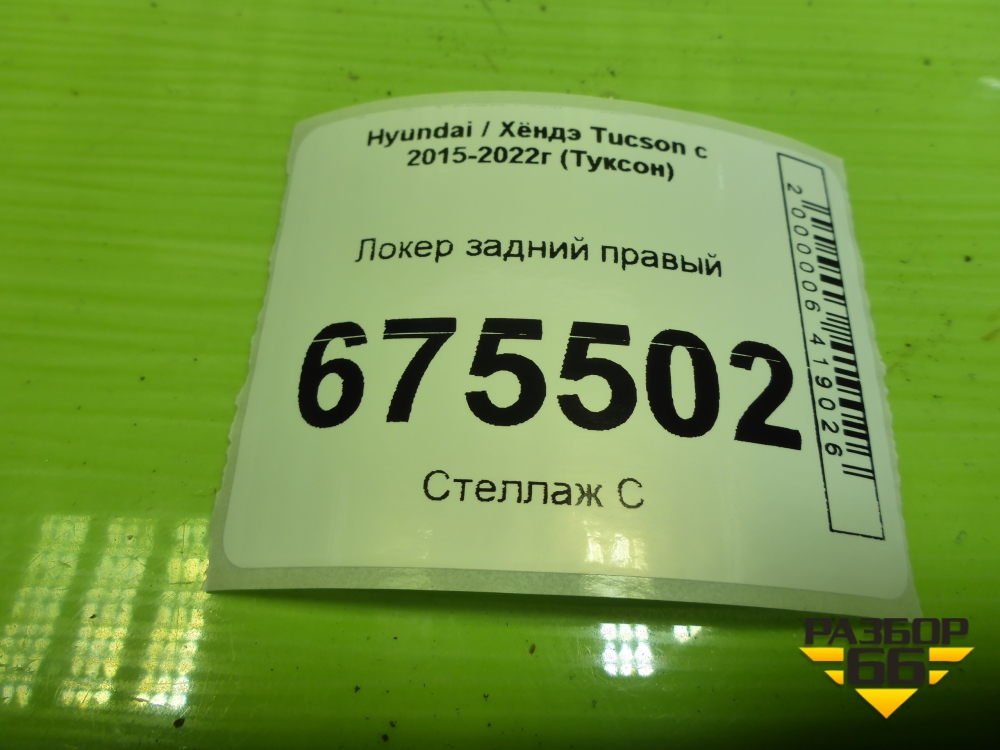 Hyundai / Хёндэ Tucson с
2015-2022г (Туксон)
Локер задний правый
675502
Стеллаж С
2000006419026
РАЗБОР
66